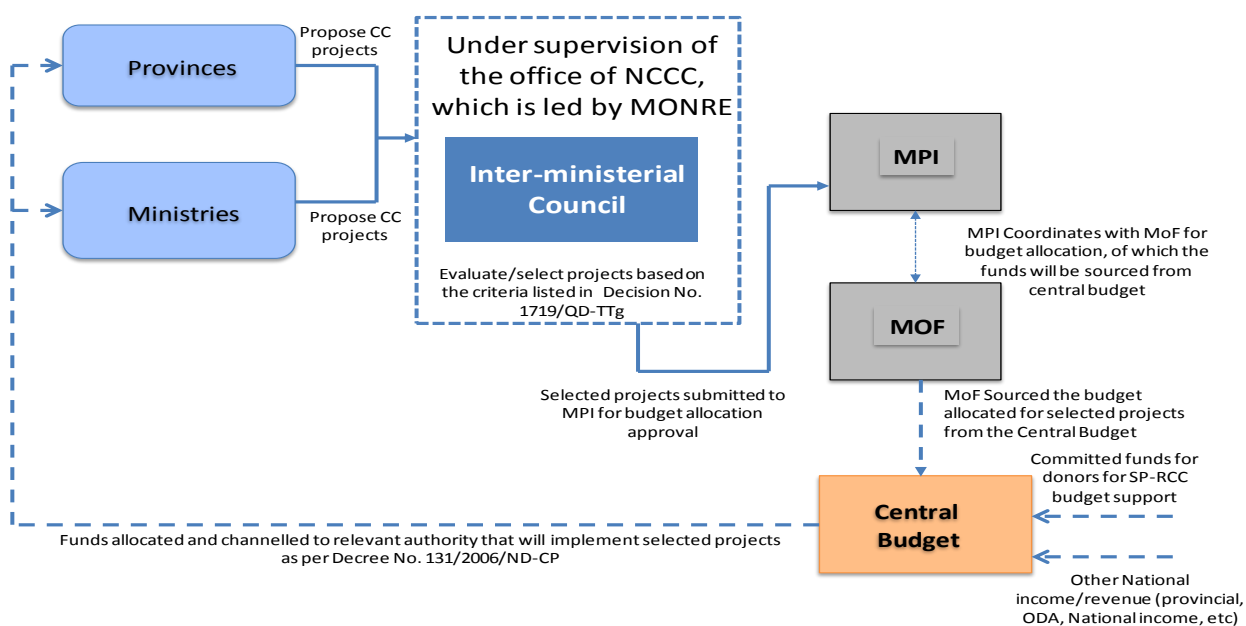 Propose CC
projects
Provinces
Ministries
Propose CC
projects
Under supervision of
the office of NCCC,
which is led by MONRE
Inter-ministerial
Council
Evaluate/select projects based on
the criteria listed in Decision No.
1719/QD-TTg
MPI
MPI Coordinates with MoF for
budget allocation, of which the
funds will be sourced from
central budget
MOF
Selected projects submitted to
MPI for budget allocation
approval
MoF Sourced the budget
allocated for selected projects
from the Central Budget
Committed funds for
donors for SP-RCC
budget support
Central
Budget
Funds allocated and channelled to relevant authority that will implement selected projects
as per Decree No. 131/2006/ND-CP
Other National
income/revenue (provincial,
ODA, National income, etc)